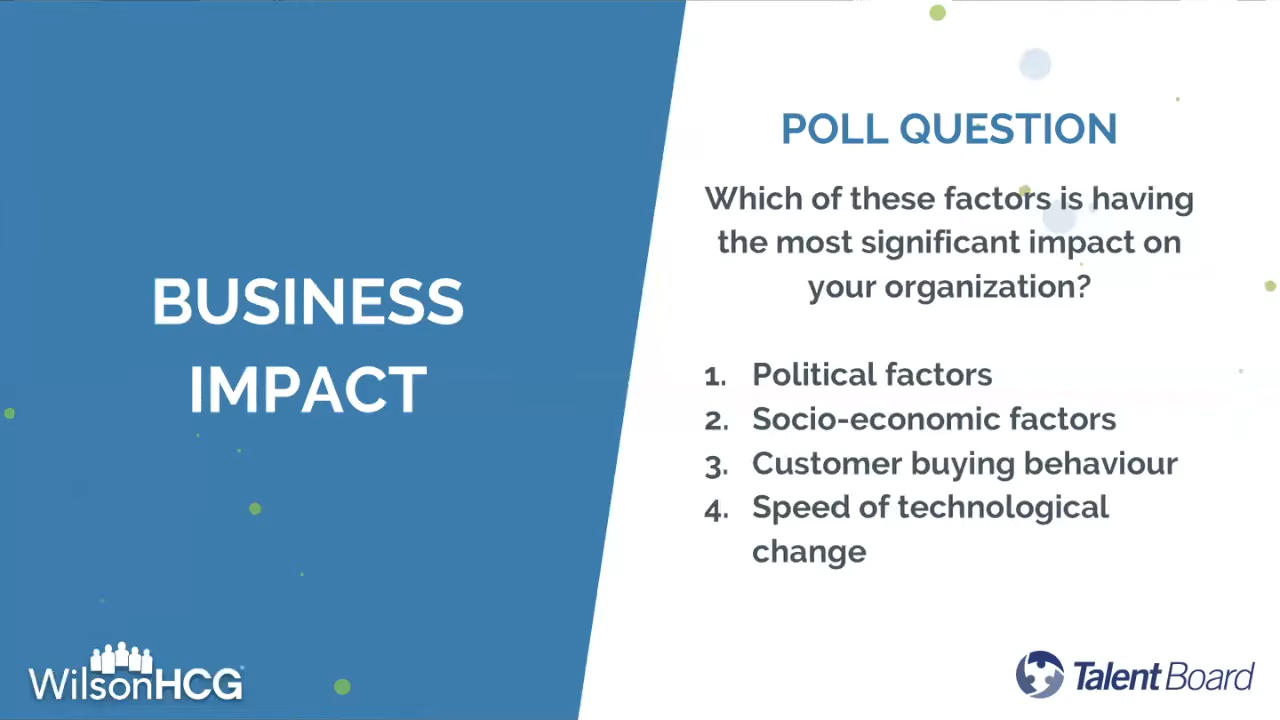 BUSINESS
IMPACT
POLL QUESTION
Which of these factors is having
the most significant impact on
your organization?
1. Political factors
2. Socio-economic factors
3. Customer buying behaviour
4. Speed of technological
change
WilsonHCG
Talent Board